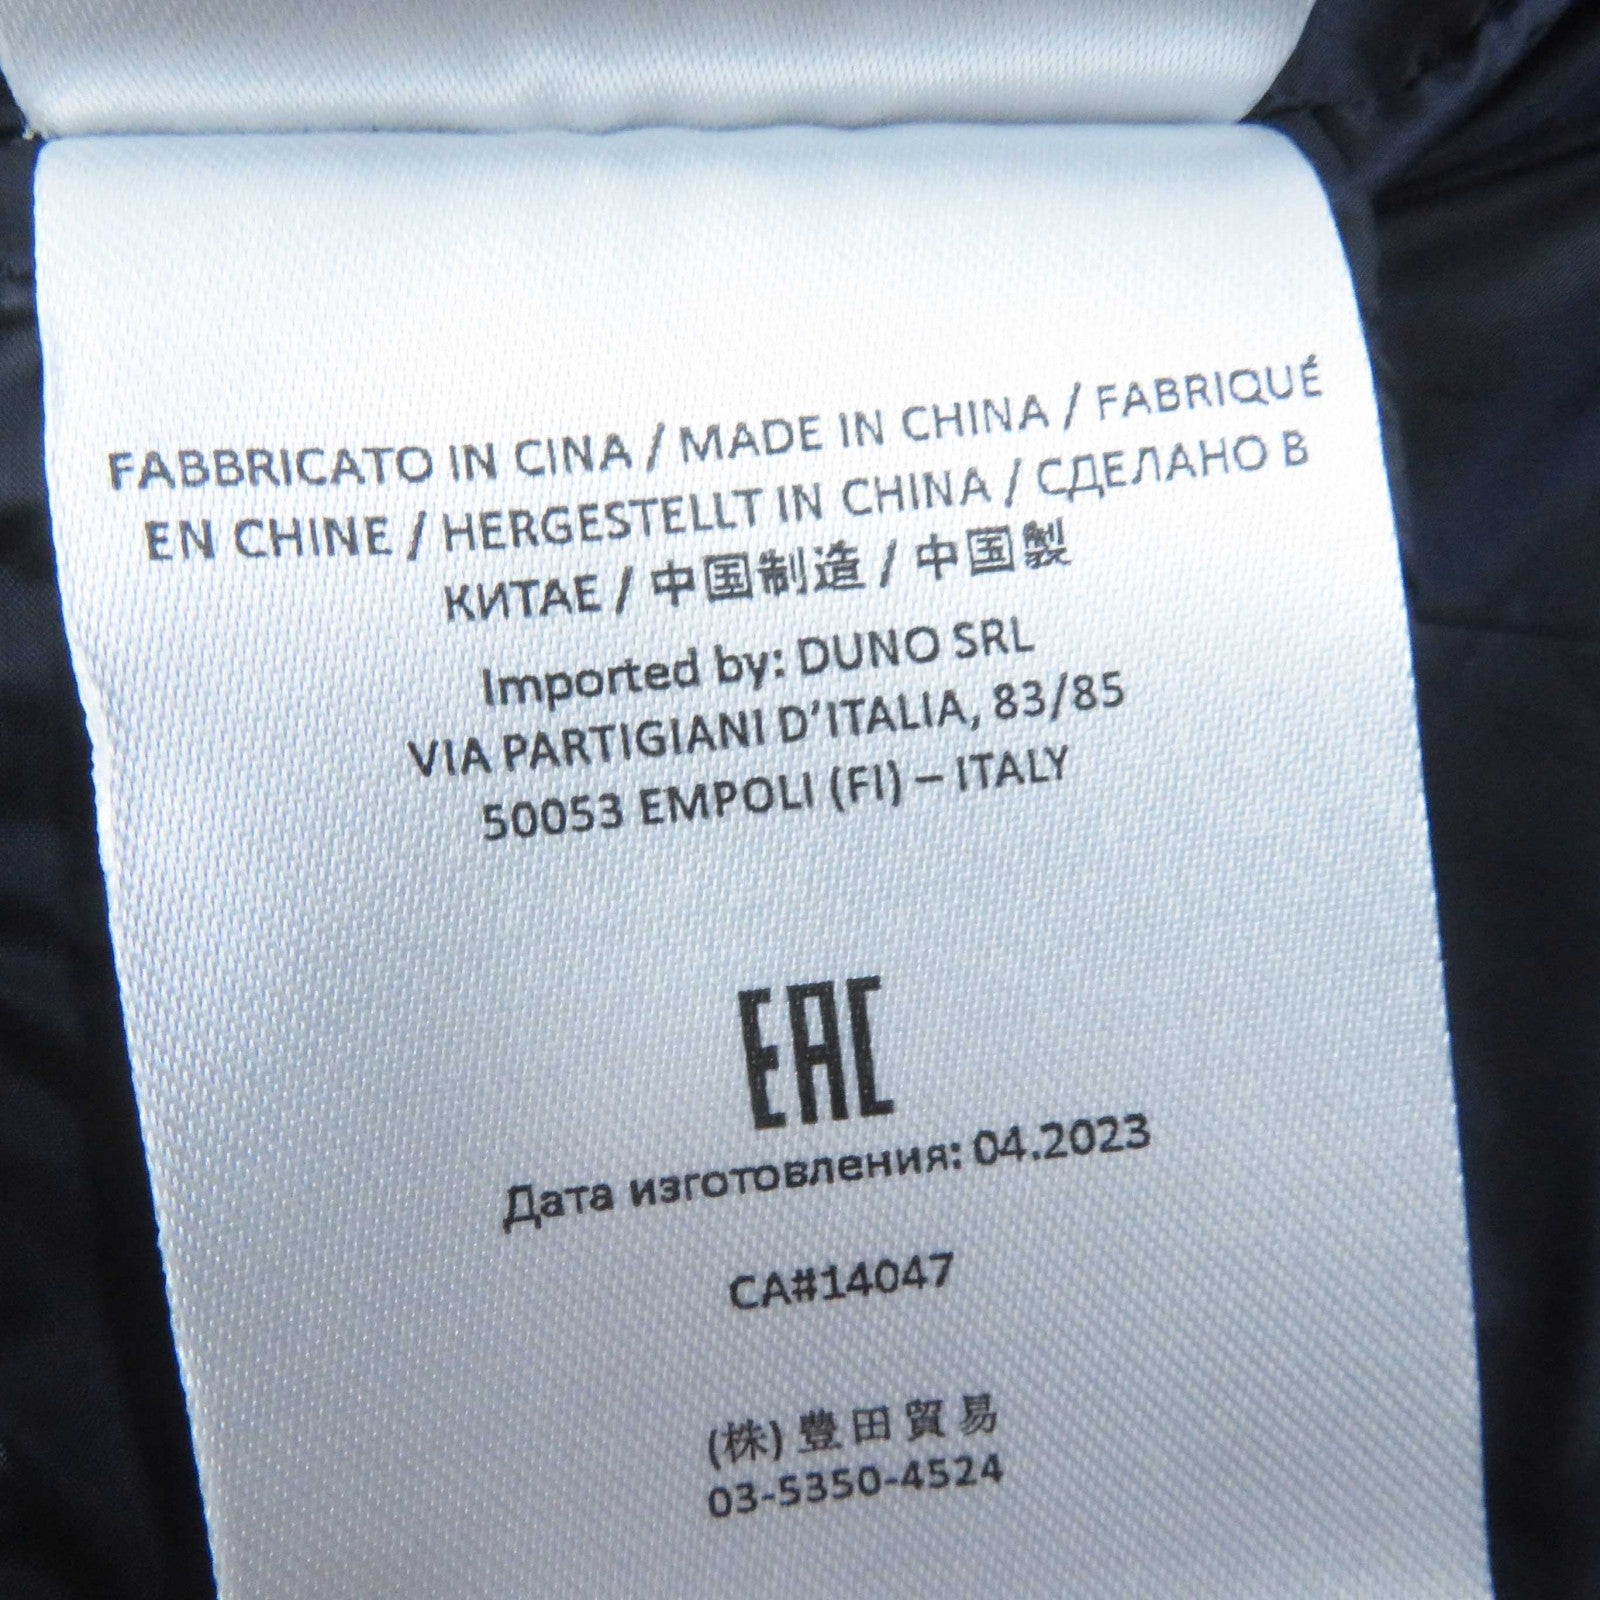 FABBRICATO IN CINA / MADE IN CHINA / FABRIQUÉ
EN CHINE / HERGESTELLT IN CHINA / СДЕЛАНО В
КИТАЕ / 中国制造 / 中国製
Imported by: DUNO SRL
VIA PARTIGIANI D'ITALIA, 83/85
50053 EMPOLI (FI) – ITALY
EAC
Дата изготовления: 04.2023
CA#14047
(株) 豊田貿易
03-5350-4524